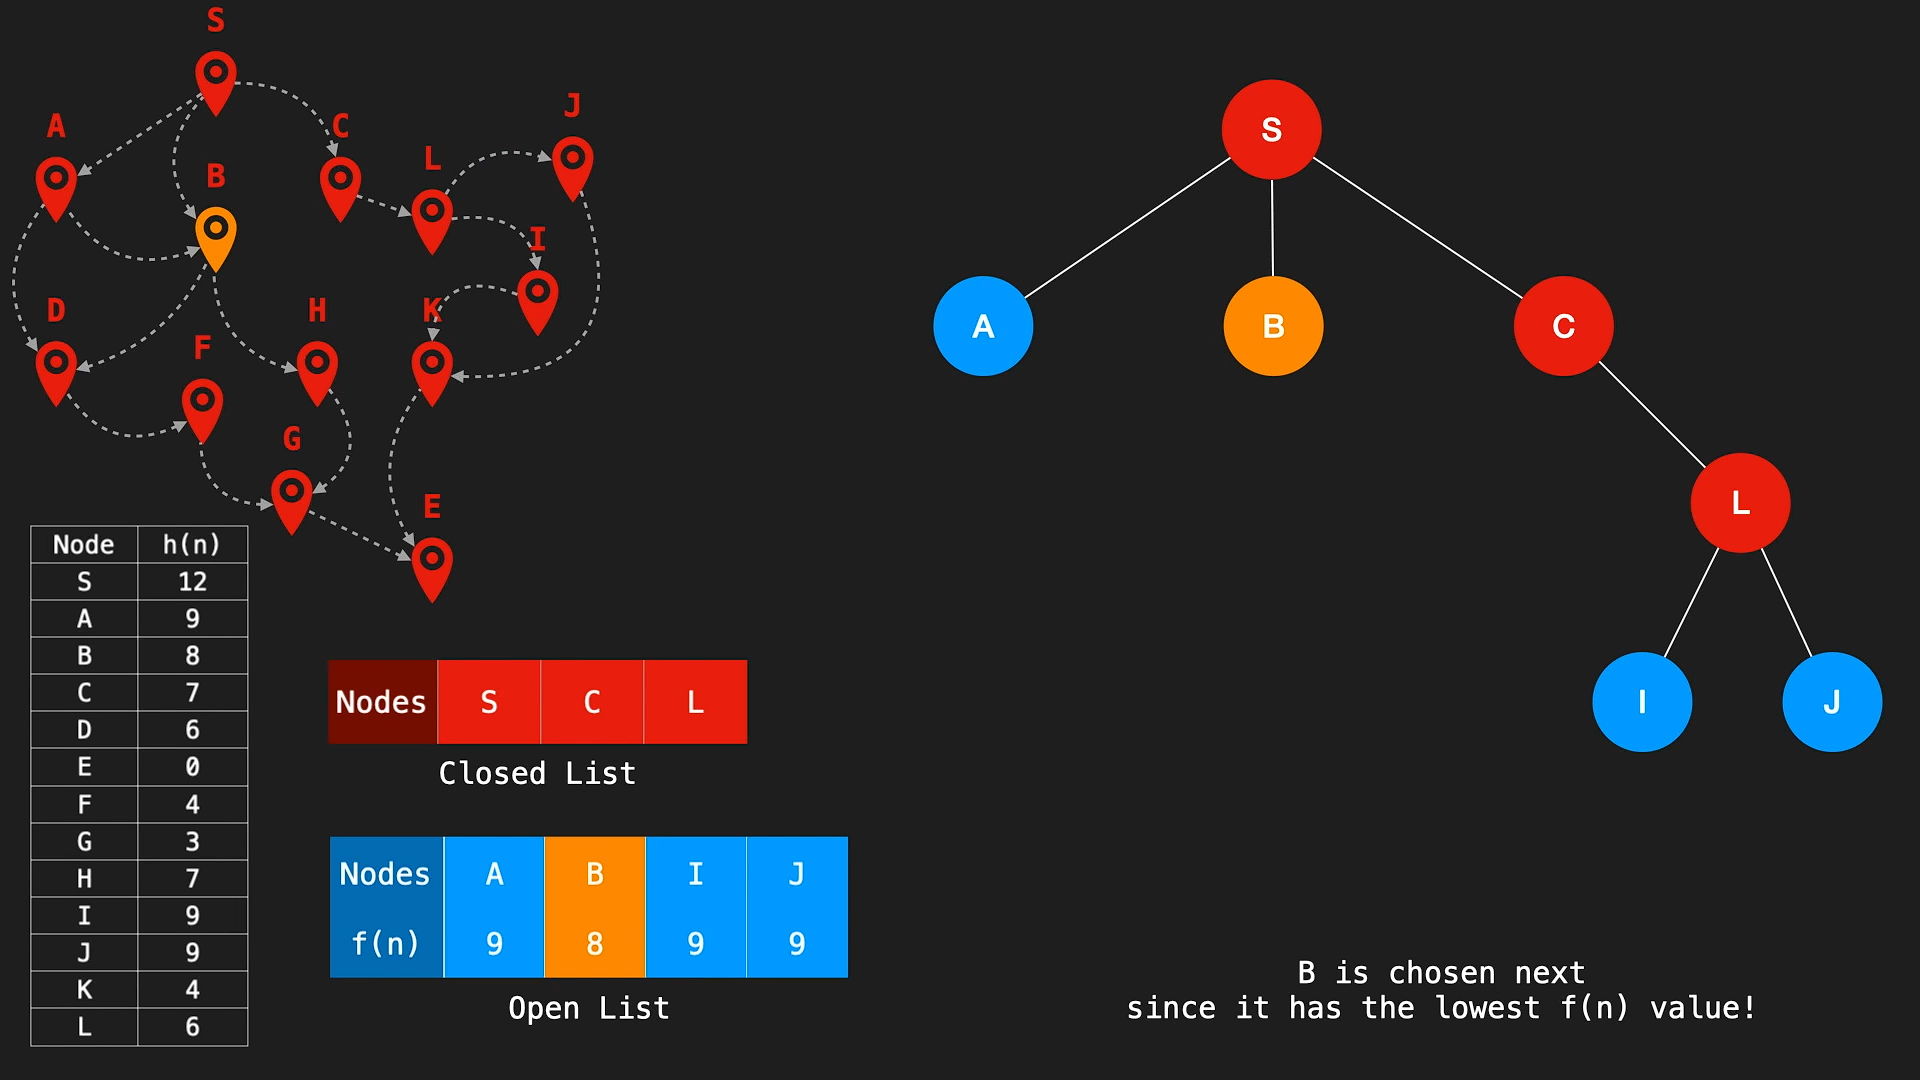 S
A
B
C
L
J
I
D
H
K
F
G
E
Node h(n)
S 12
A 9
B 8
C 7
D 6
E 0
F 4
G 3
H 7
I 9
J 9
K 4
L 6
Nodes S C L
Closed List
Nodes A B I J
f(n) 9 8 9 9
Open List
S
A B C
L
I J
B is chosen next
since it has the lowest f(n) value!